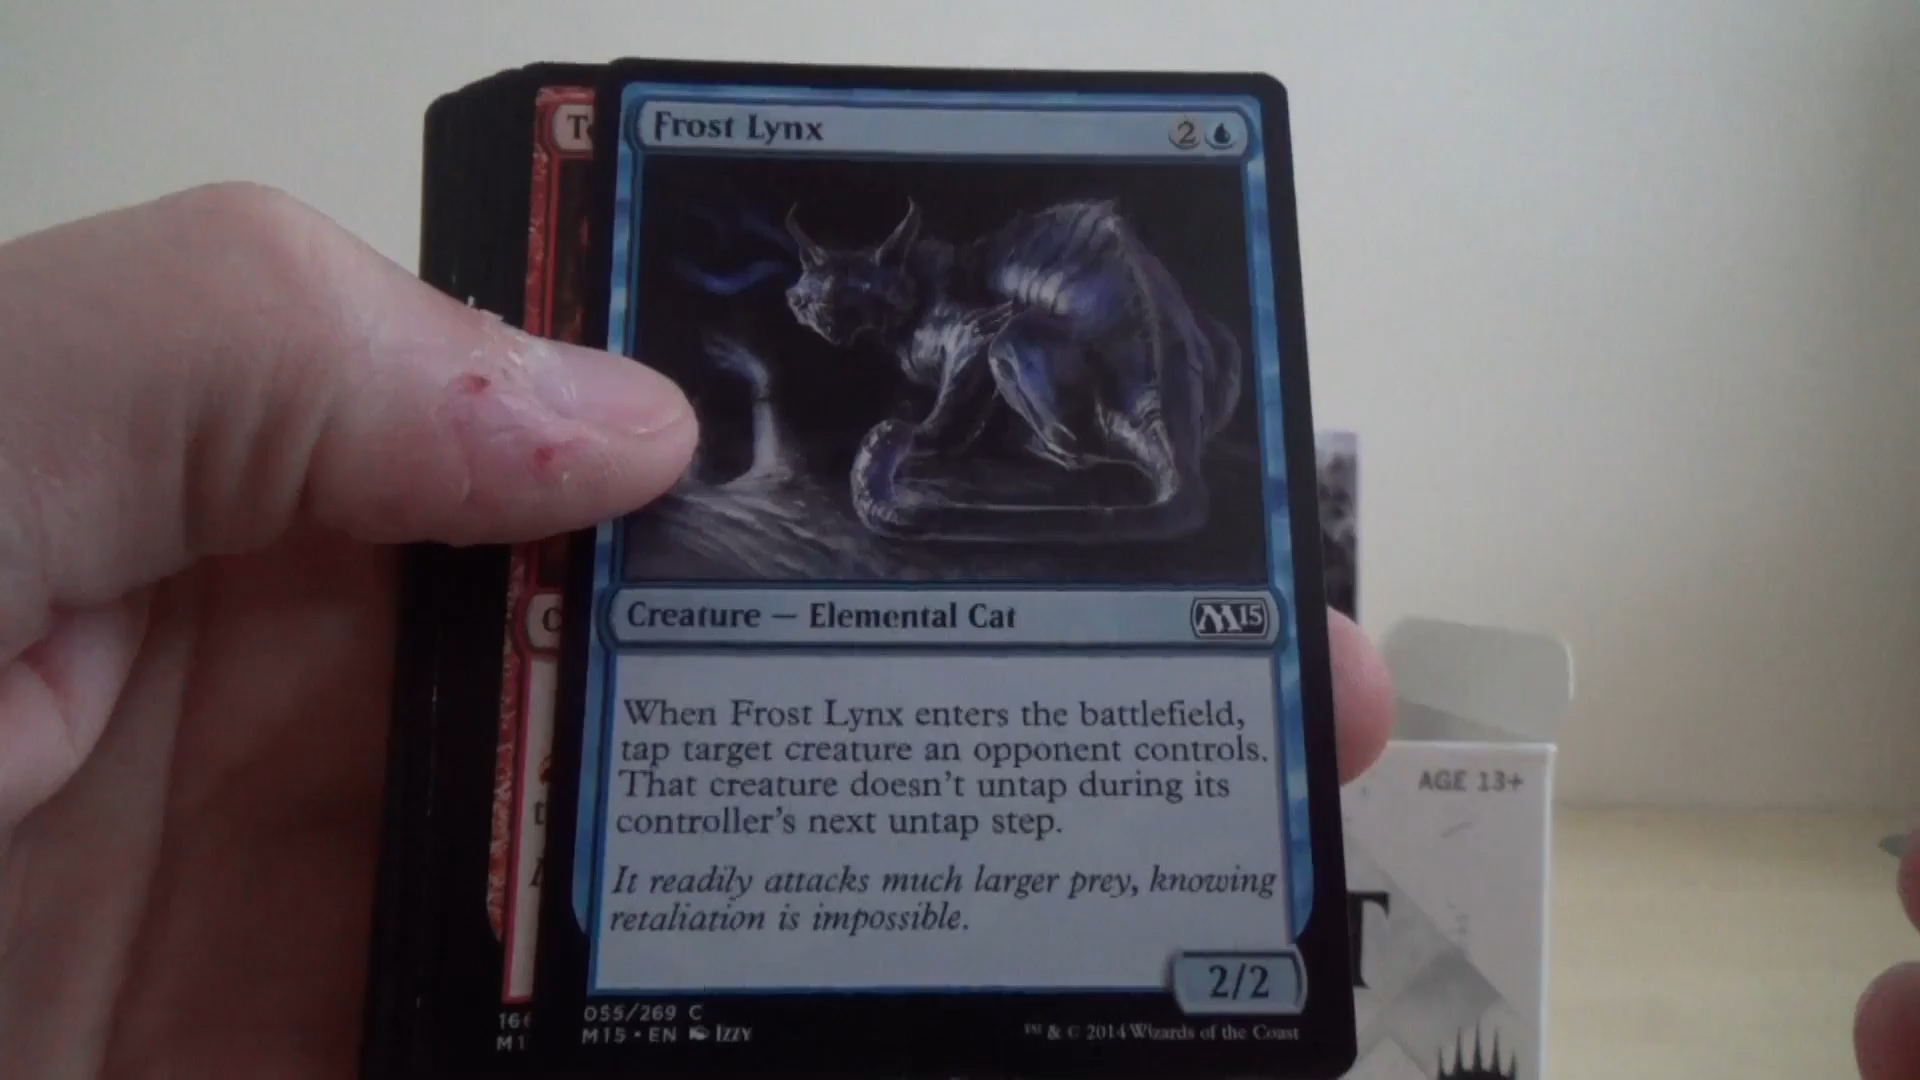 Frost Lynx 2
Creature — Elemental Cat M15
When Frost Lynx enters the battlefield,
tap target creature an opponent controls.
That creature doesn't untap during its
controller's next untap step.
It readily attacks much larger prey, knowing
retaliation is impossible.
2/2
055/269 C
M15 • EN Izzy
™ & © 2014 Wizards of the Coast
AGE 13+